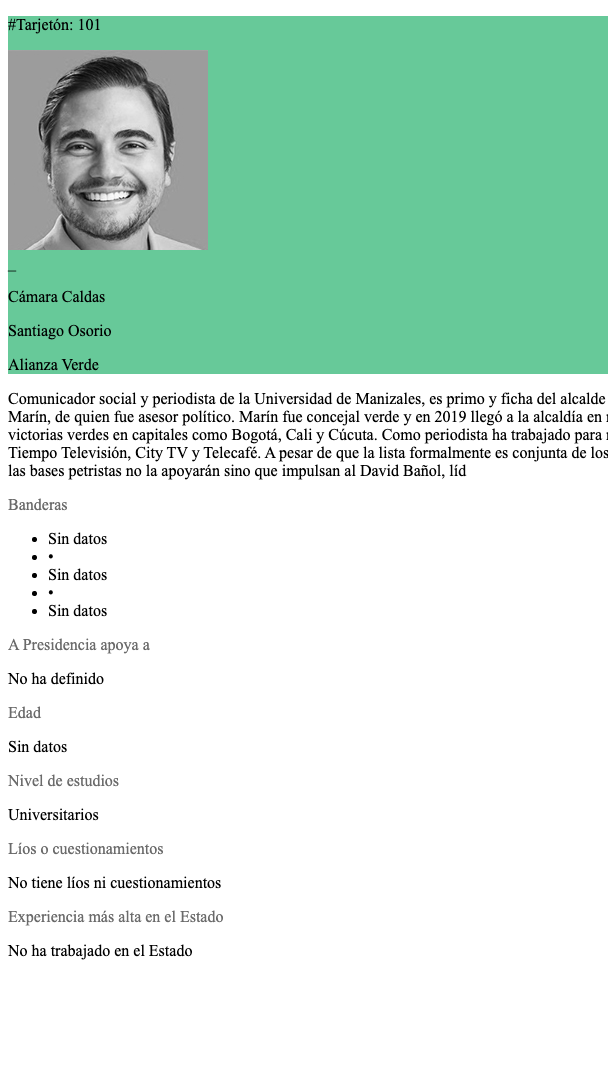 #Tarjetón: 101
_
Cámara Caldas
Santiago Osorio
Alianza Verde
Comunicador social y periodista de la Universidad de Manizales, es primo y ficha del alcalde
Marín, de quien fue asesor político. Marín fue concejal verde y en 2019 llegó a la alcaldía en
victorias verdes en capitales como Bogotá, Cali y Cúcuta. Como periodista ha trabajado para
Tiempo Televisión, City TV y Telecafé. A pesar de que la lista formalmente es conjunta de los
las bases petristas no la apoyarán sino que impulsan al David Bañol, líd
Banderas
• Sin datos
• •
• Sin datos
• •
• Sin datos
A Presidencia apoya a
No ha definido
Edad
Sin datos
Nivel de estudios
Universitarios
Líos o cuestionamientos
No tiene líos ni cuestionamientos
Experiencia más alta en el Estado
No ha trabajado en el Estado